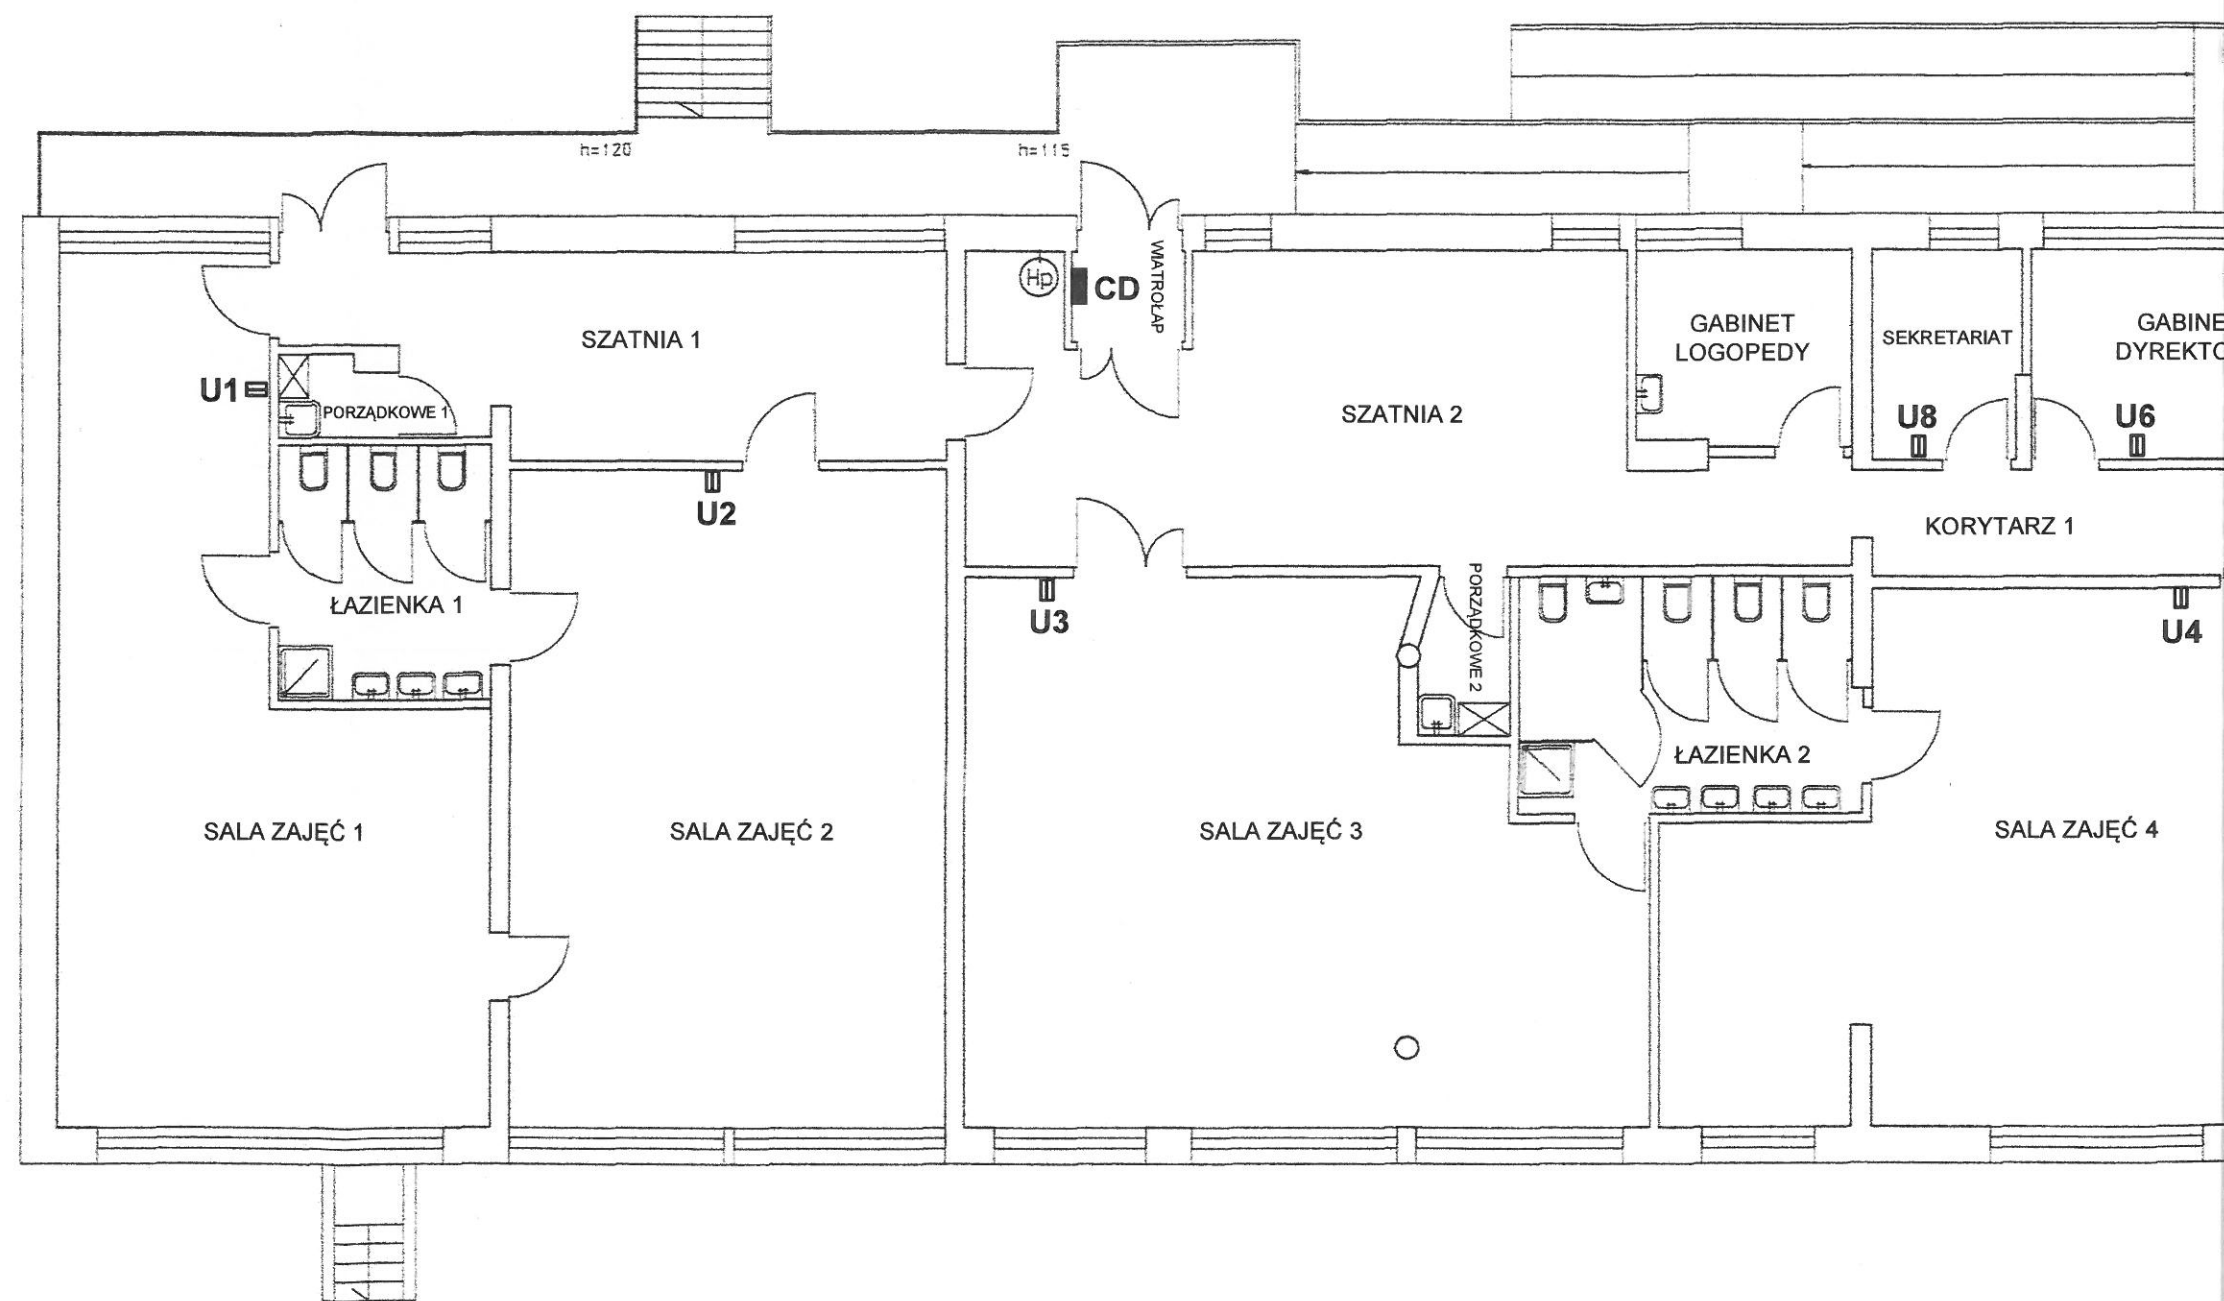 h=120
h=115
WIATROŁAP
Hp
CD
SZATNIA 1
GABINET
LOGOPEDY
SEKRETARIAT
GABINE
DYREKTO
U1
PORZĄDKOWE 1
SZATNIA 2
U8
U6
U2
KORYTARZ 1
ŁAZIENKA 1
U3
PORZĄDKOWE 2
U4
ŁAZIENKA 2
SALA ZAJĘĆ 1
SALA ZAJĘĆ 2
SALA ZAJĘĆ 3
SALA ZAJĘĆ 4